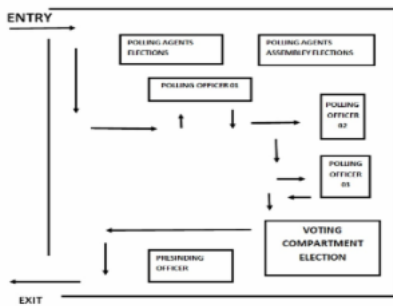 ENTRY
POLLING AGENTS
ELECTIONS
POLLING AGENTS
ASSEMBLY ELECTIONS
POLLING OFFICER 01
POLLING
OFFICER
02
POLLING
OFFICER
03
VOTING
COMPARTMENT
ELECTION
PRESINDING
OFFICER
EXIT